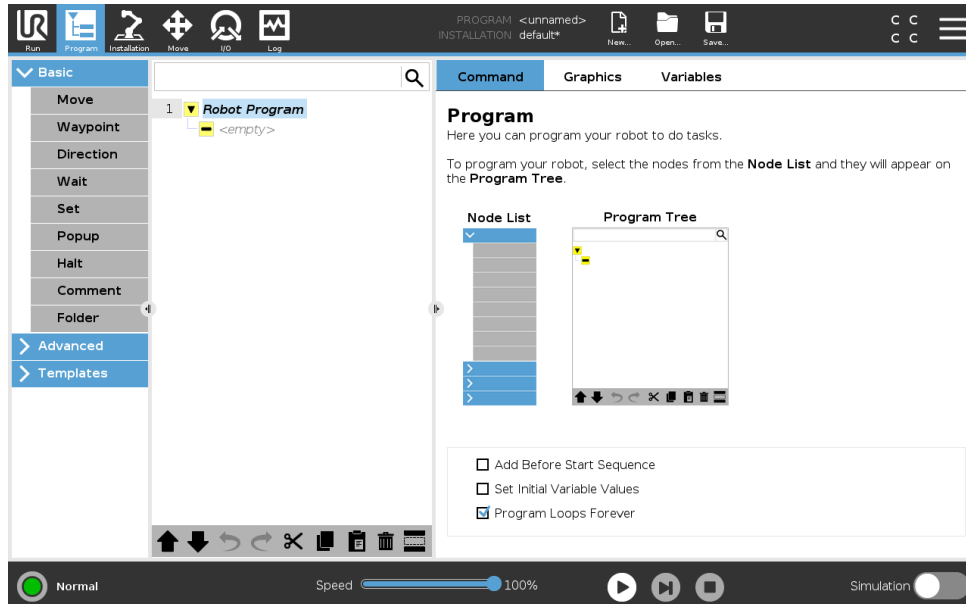 PROGRAM <unnamed>
INSTALLATION default*
C C
C C
Run
Program
Installation
Move
I/O
Log
New...
Open...
Save...
Basic
Move
Waypoint
Direction
Wait
Set
Popup
Halt
Comment
Folder
Advanced
Templates
1 Robot Program
<empty>
Command Graphics Variables
Program
Here you can program your robot to do tasks.
To program your robot, select the nodes from the Node List and they will appear on
the Program Tree.
Node List Program Tree
Add Before Start Sequence
Set Initial Variable Values
Program Loops Forever
Normal
Speed 100%
Simulation